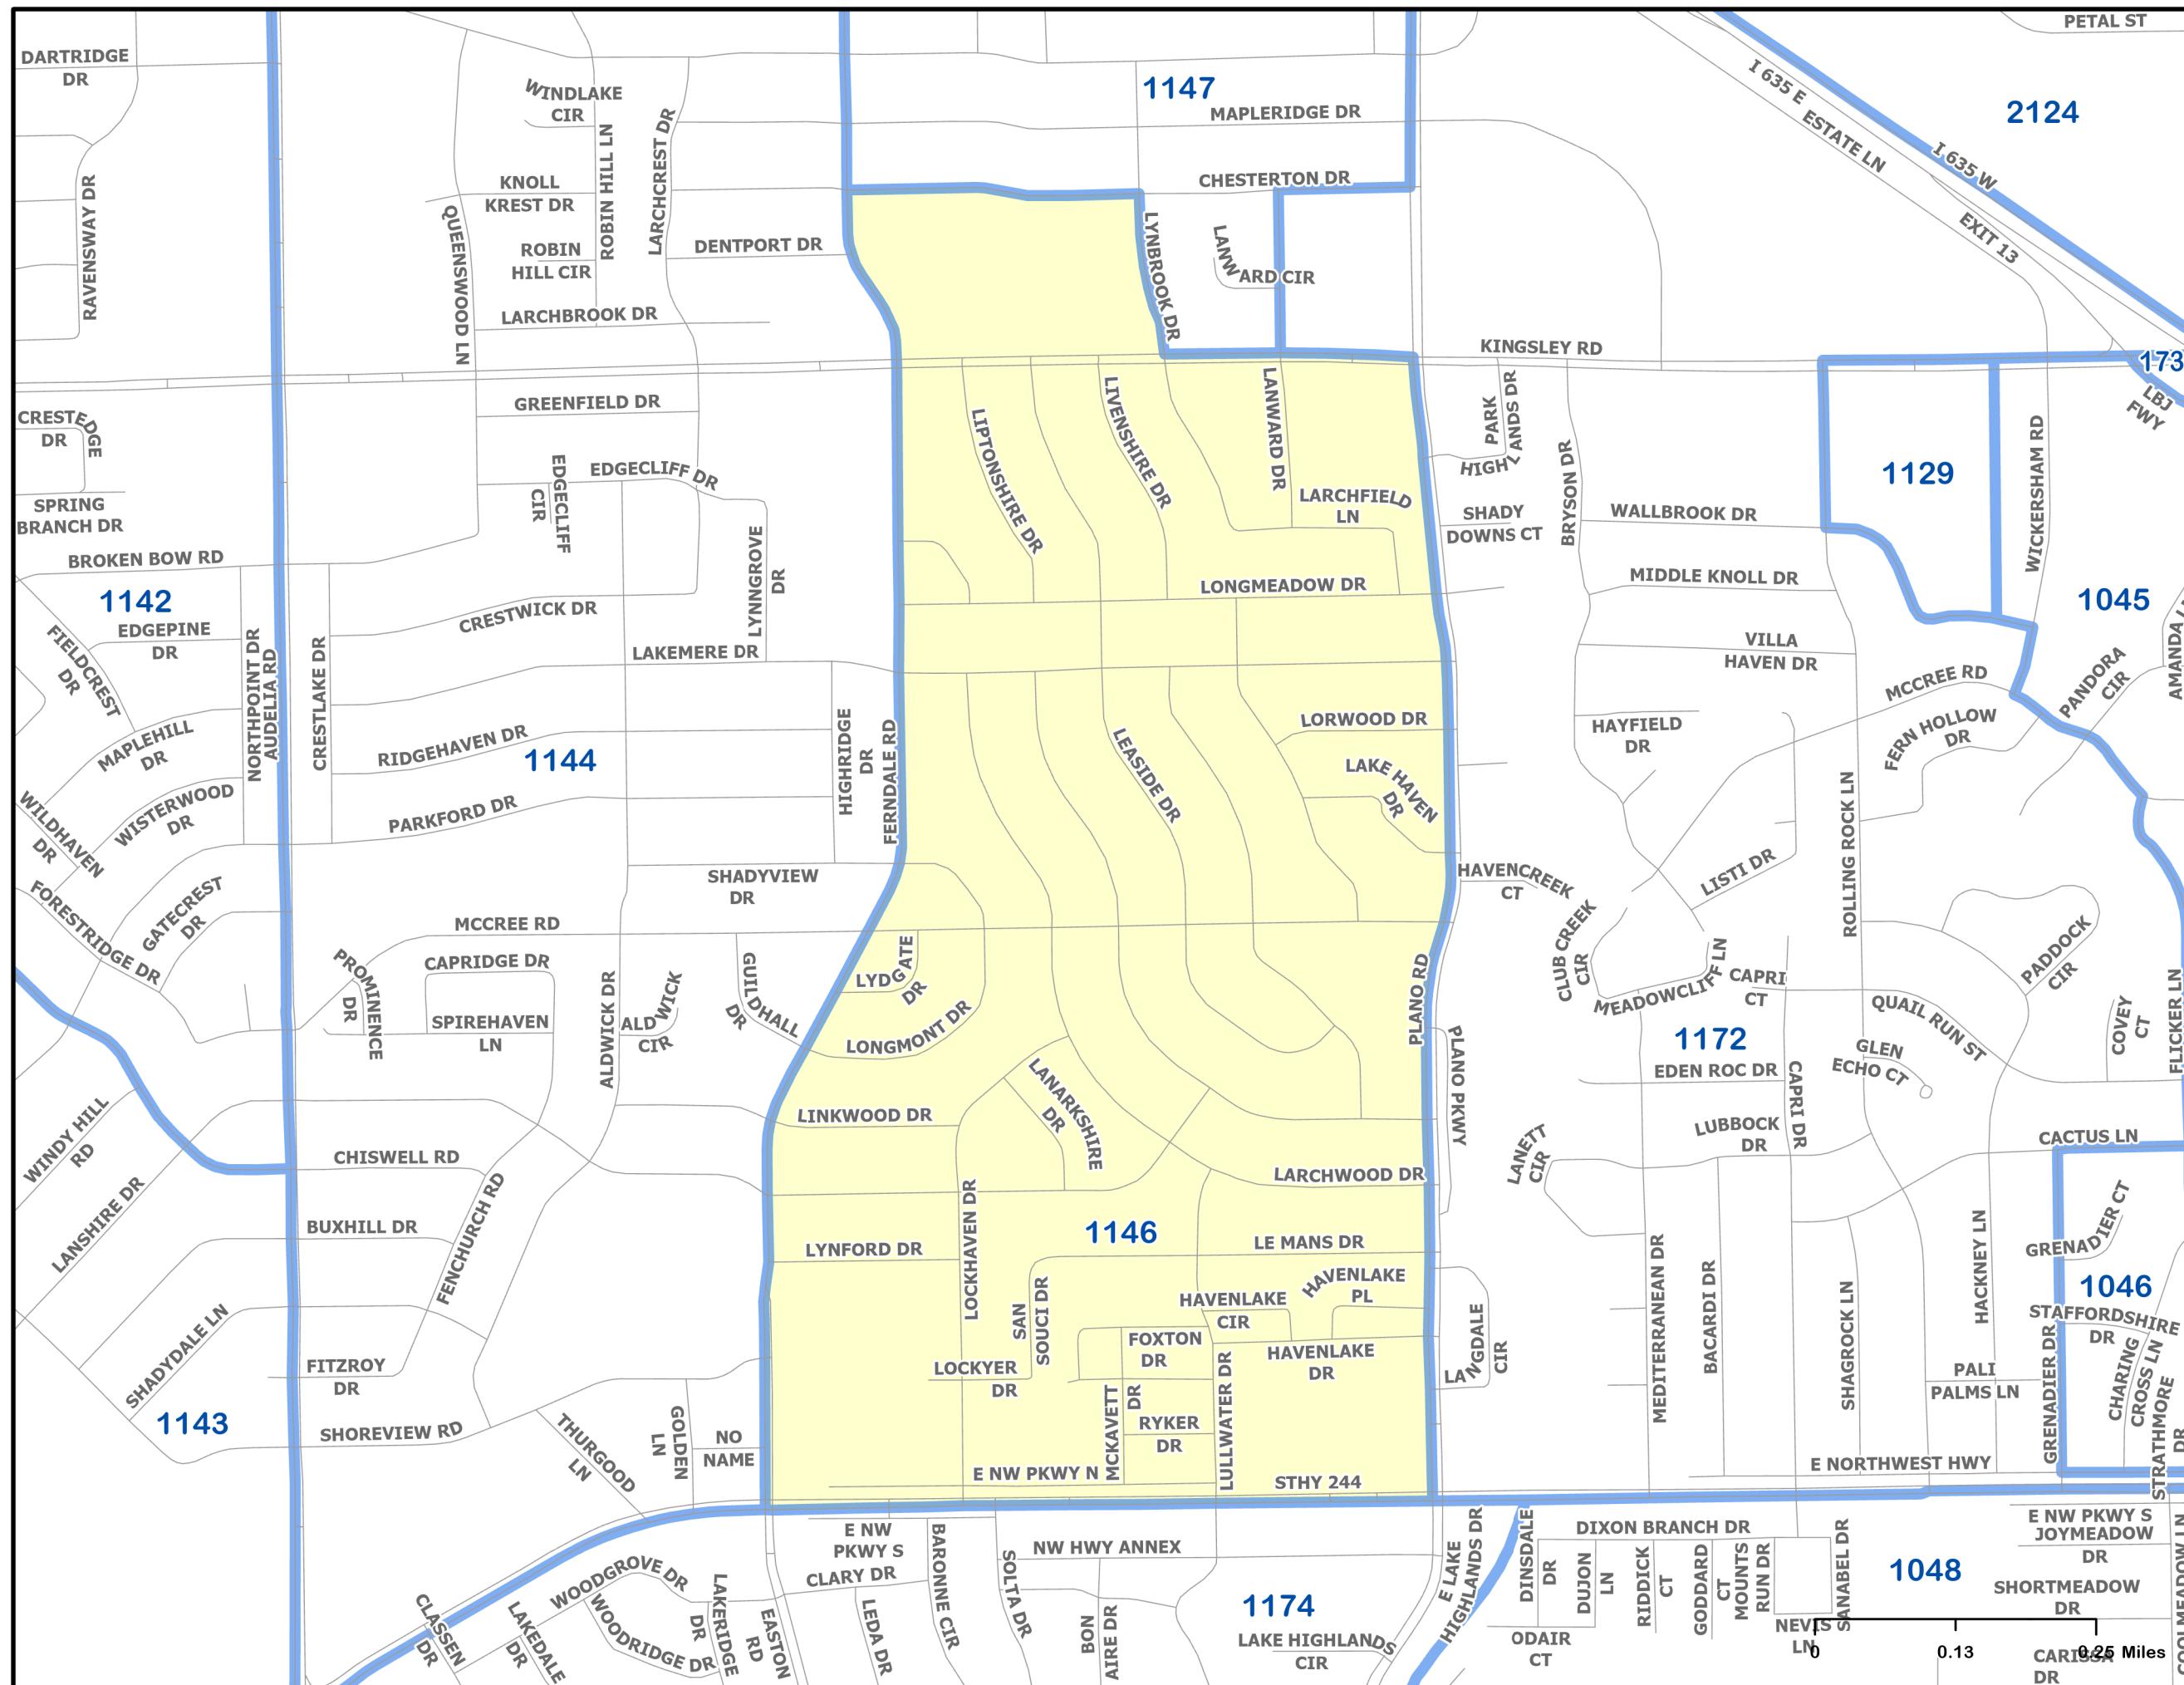 PETAL ST
DARTRIDGE
DR
1147
I 635 E
ESTATE LN
2124
WINDLAKE
CIR
MAPLERIDGE DR
I 635 W
ROBIN HILL LN
LARCHCREST DR
RAVENSWAY DR
KNOLL
KREST DR
CHESTERTON DR
EXIT 13
QUEENSWOOD LN
ROBIN
HILL CIR
DENTPORT DR
LYNBROOK DR
LANWARD CIR
LARCHBROOK DR
KINGSLEY RD
173
LBJ
FWY
CRESTEDGE
DR
GREENFIELD DR
LIPTONSHIRE DR
LIVENSHIRE DR
LANWARD DR
PARK
HIGHLANDS DR
BRYSON DR
1129
WICKERSHAM RD
EDGECLIFF
CIR
EDGECLIFF DR
SPRING
BRANCH DR
LARCHFIELD
LN
SHADY
DOWNS CT
WALLBROOK DR
BROKEN BOW RD
LYNNGROVE
DR
LONGMEADOW DR
MIDDLE KNOLL DR
1142
1045
EDGEPINE
DR
CRESTWICK DR
FIELDCREST
DR
NORTHPOINT DR
AUDELIA RD
CRESTLAKE DR
LAKEMERE DR
VILLA
HAVEN DR
MCCREE RD
PANDORA
CIR
MAPLEHILL
DR
RIDGEHAVEN DR
1144
HIGHRIDGE
DR
FERNDALE RD
LEASIDE DR
LORWOOD DR
HAYFIELD
DR
FERN HOLLOW
DR
LAKE HAVEN
DR
WISTERWOOD
DR
WILDHAVEN
DR
PARKFORD DR
ROLLING ROCK LN
SHADYVIEW
DR
HAVENCREEK
CT
LISTI DR
FORESTRIDGE DR
GATECREST
DR
MCCREE RD
PROMINENCE
DR
CAPRIDGE DR
SPIREHAVEN
LN
ALDWICK DR
ALDWICK
CIR
GUILDHALL
DR
LYDGATE
DR
LONGMONT DR
PLANO RD
PLANO PKWY
CLUB CREEK
CIR
MEADOWCLIFF LN
CAPRI
CT
PADDOCK
CIR
QUAIL RUN ST
COVEY
CT
FLICKER LN
1172
GLEN
ECHO CT
EDEN ROC DR
CAPRI DR
LANARKSHIRE
DR
WINDY HILL
RD
LINKWOOD DR
LUBBOCK
DR
CACTUS LN
LANETT
CIR
CHISWELL RD
LANSHIRE DR
LARCHWOOD DR
LOCKHAVEN DR
GRENADIER CT
BUXHILL DR
FENCHURCH RD
1146
LYNFORD DR
LE MANS DR
MEDITERRANEAN DR
BACARDI DR
SHAGROCK LN
HACKNEY LN
1046
SAN
SOUCI DR
HAVENLAKE
PL
HAVENLAKE
CIR
STAFFORDSHIRE
DR
SHADYDALE LN
FOXTON
DR
HAVENLAKE
DR
LANGDALE
CIR
GRENADIER DR
CHARING
CROSS LN
FITZROY
DR
LOCKYER
DR
PALI
PALMS LN
STRATHMORE
DR
1143
SHOREVIEW RD
THURGOOD
LN
GOLDEN
LN
NO
NAME
MCKAVETT
DR
RYKER
DR
LULLWATER DR
E NW PKWY N
STHY 244
E NORTHWEST HWY
E NW
PKWY S
BARONNE CIR
SOLTA DR
NW HWY ANNEX
E LAKE
HIGHLANDS DR
DINSDALE
DR
DIXON BRANCH DR
E NW PKWY S
JOYMEADOW
DR
WOODGROVE DR
CLARY DR
DUJON
LN
RIDDICK
CT
GODDARD
CT
MOUNTS
RUN DR
SANABEL DR
1048
SHORTMEADOW
DR
COOLMEADOW LN
CLASSEN
DR
LAKEDALE
DR
WOODRIDGE DR
LAKERIDGE
DR
EASTON
RD
LEDA DR
BON
AIRE DR
1174
LAKE HIGHLANDS
CIR
ODAIR
CT
NEVIS
LN
0 0.13 0.25 Miles
CARISSA
DR